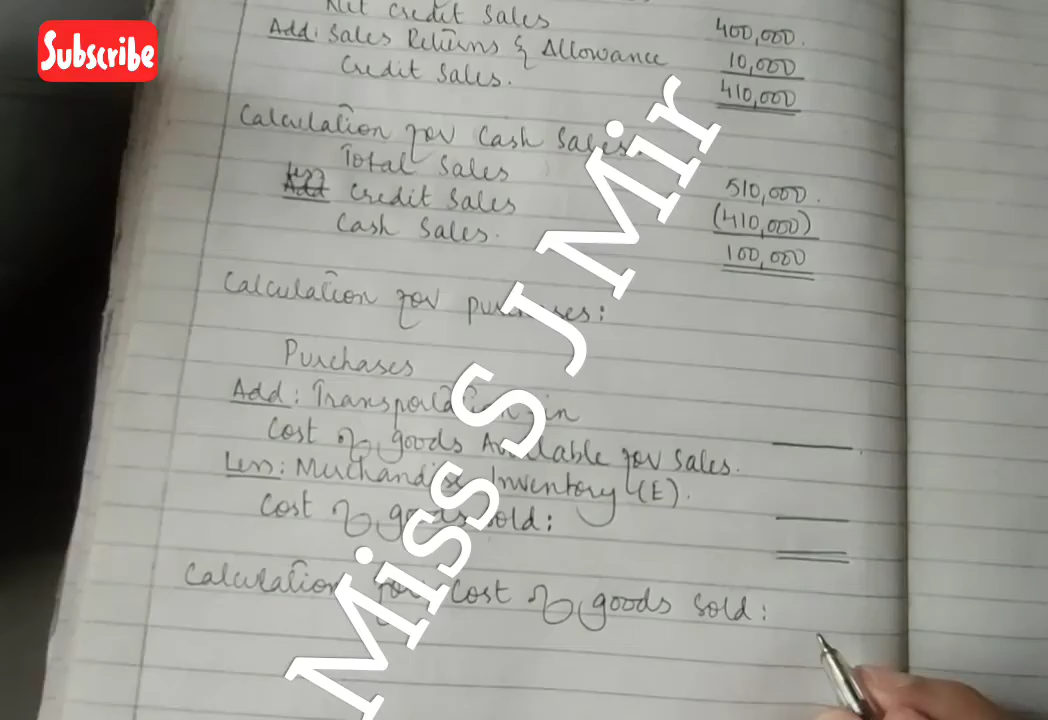 Subscribe
Net Credit Sales 400,000.
Add: Sales Returns & Allowance 10,000
Credit Sales. 410,000
Calculation for Cash Sales.
Total Sales 510,000.
Credit Sales (410,000)
Cash Sales. 100,000
Calculation for purchases:
Purchases
Add: Transportation-in
Cost of goods Available for Sales.
Less: Merchandise Inventory (E).
Cost of goods Sold:
Calculation for Cost of goods Sold:
Miss J Mir